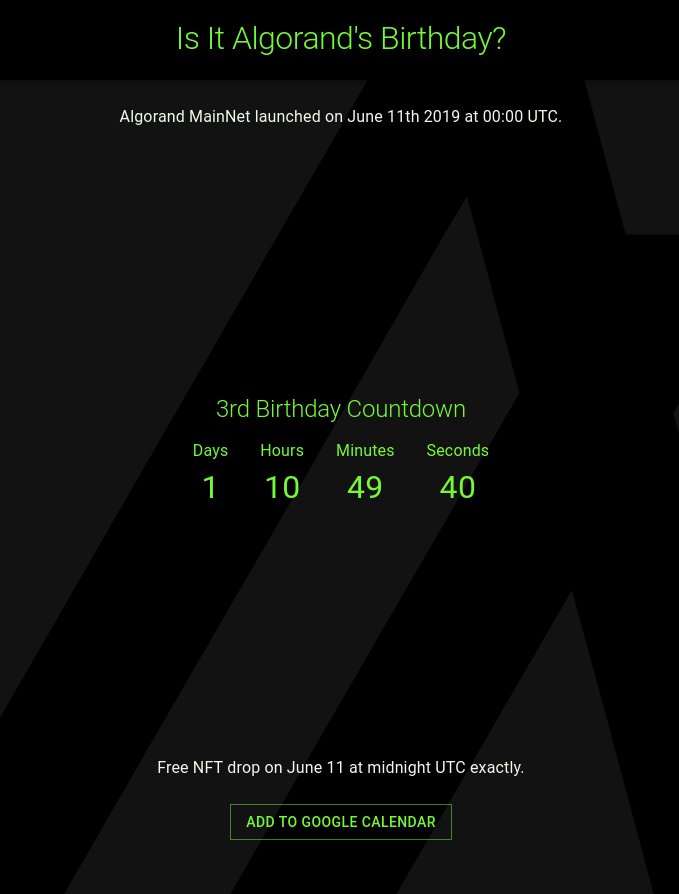 Is It Algorand's Birthday?
Algorand MainNet launched on June 11th 2019 at 00:00 UTC.
3rd Birthday Countdown
Days Hours Minutes Seconds
1 10 49 40
Free NFT drop on June 11 at midnight UTC exactly.
ADD TO GOOGLE CALENDAR